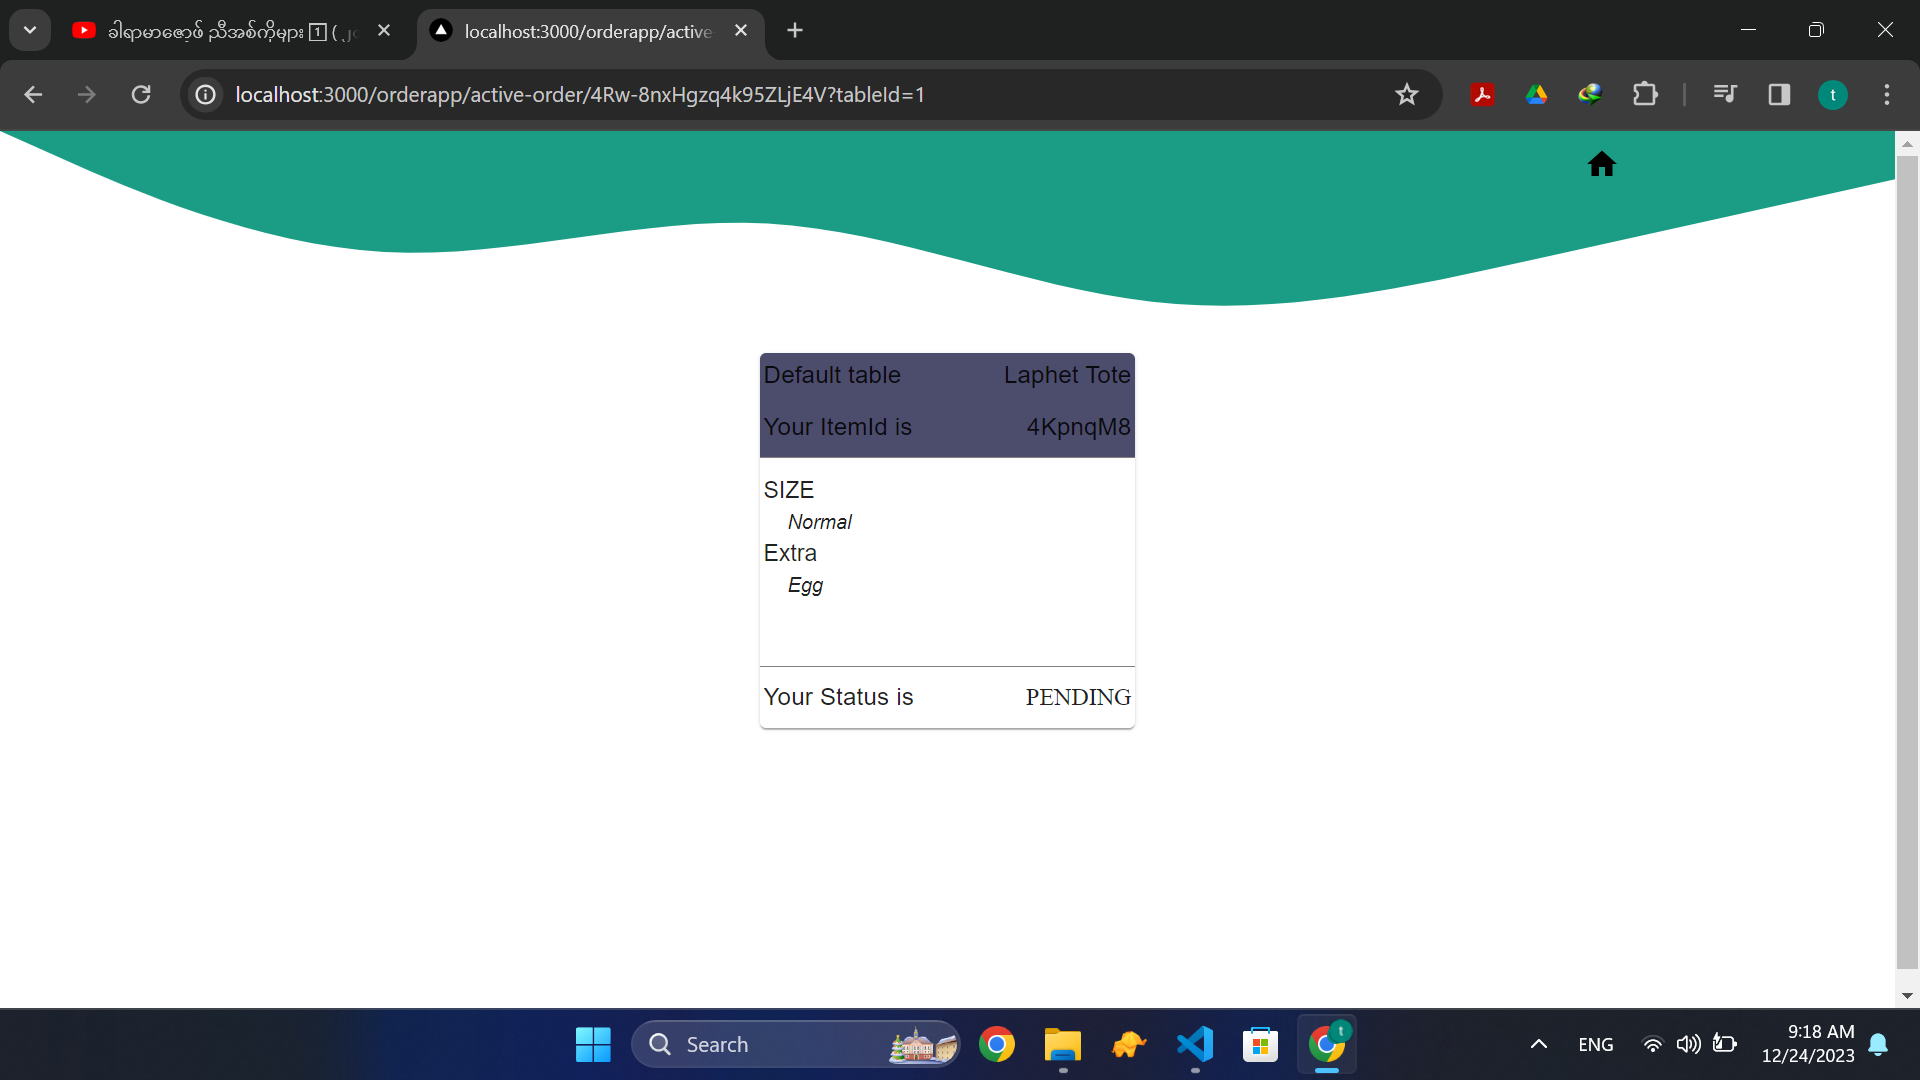 ခါရာမာဇော့ဖ် ညီအစ်ကိုများ 1 (
localhost:3000/orderapp/active-
localhost:3000/orderapp/active-order/4Rw-8nxHgzq4k95ZLjE4V?tableId=1
t
Default table Laphet Tote
Your ItemId is 4KpnqM8
SIZE
Normal
Extra
Egg
Your Status is PENDING
Search
t
ENG
9:18 AM
12/24/2023